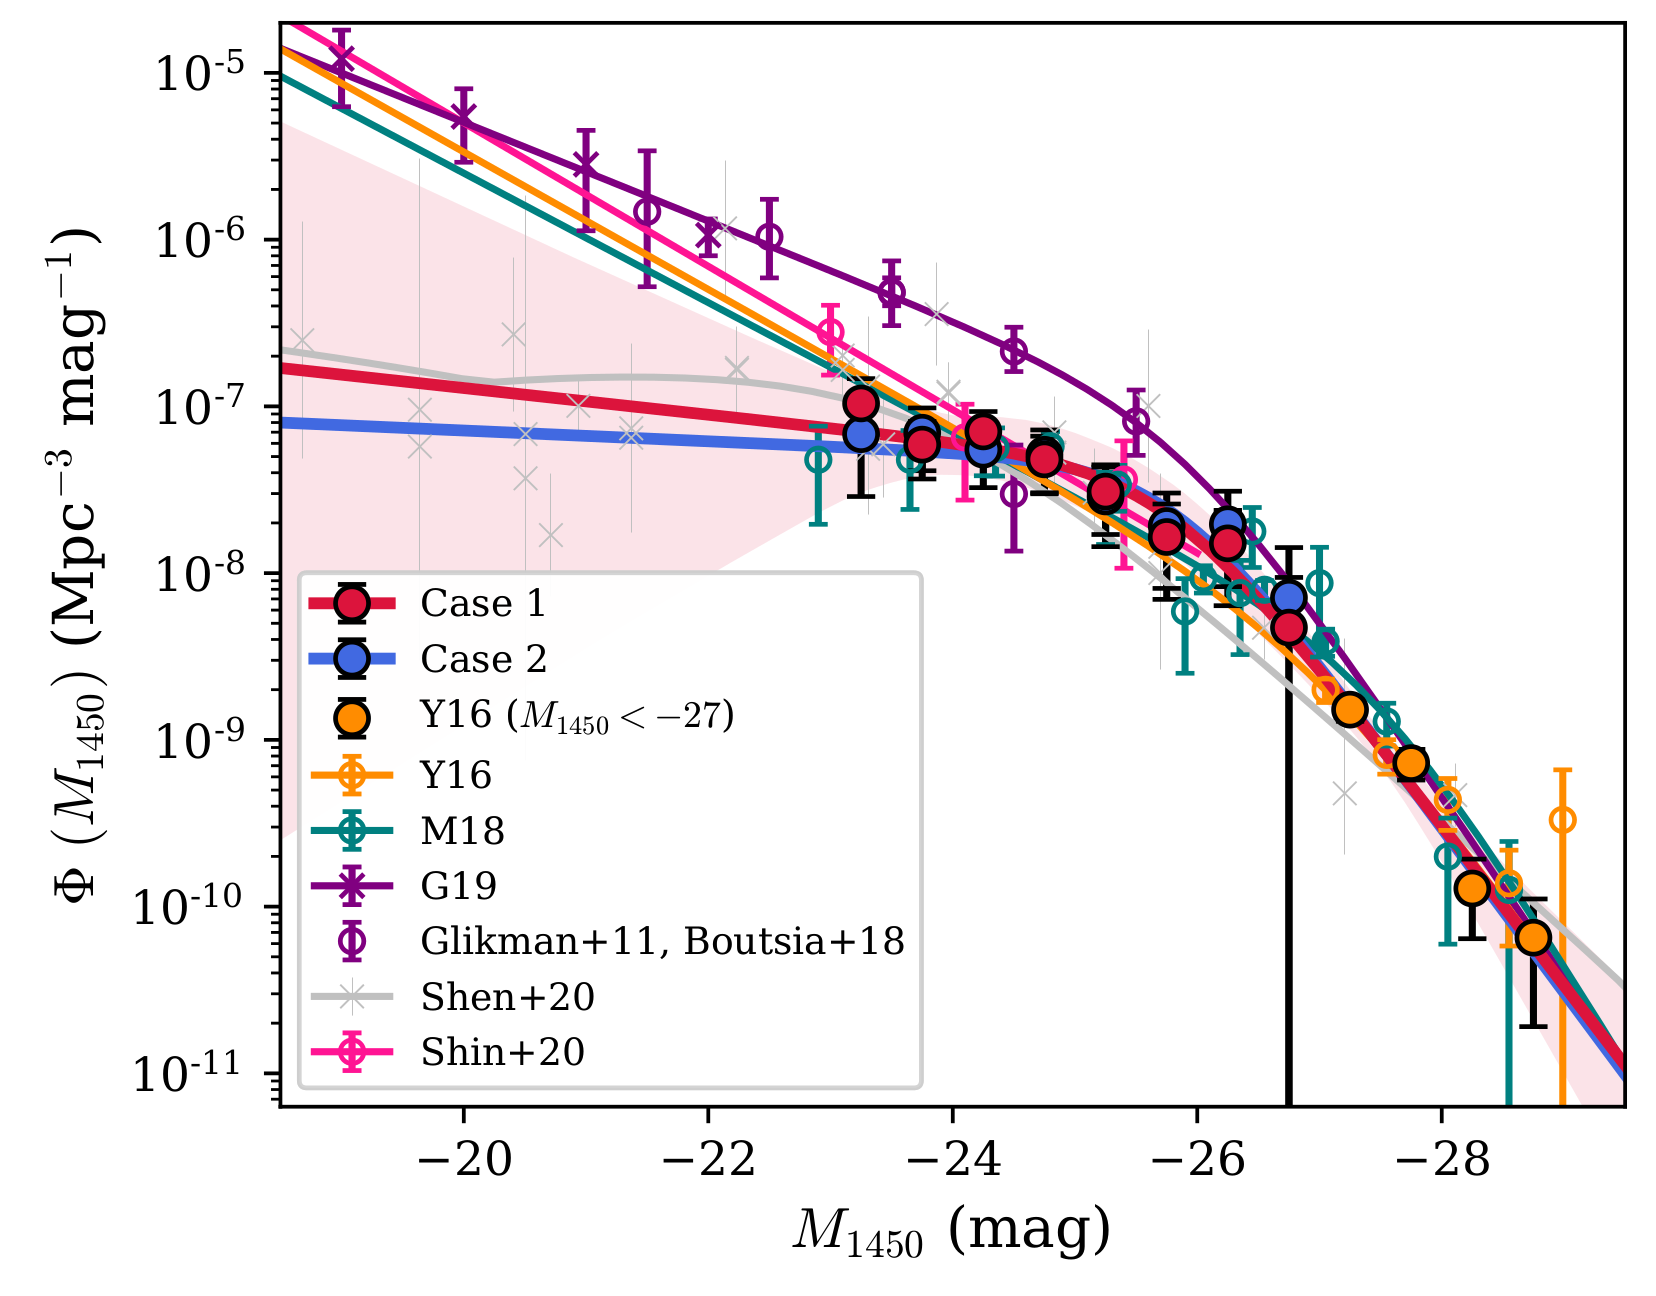 Φ (M₁₄₅₀) (Mpc⁻³ mag⁻¹)
10⁻⁵
10⁻⁶
10⁻⁷
10⁻⁸
10⁻⁹
10⁻¹⁰
10⁻¹¹
Case 1
Case 2
Y16 (M₁₄₅₀ < −27)
Y16
M18
G19
Glikman+11, Boutsia+18
Shen+20
Shin+20
−20 −22 −24 −26 −28
M₁₄₅₀ (mag)